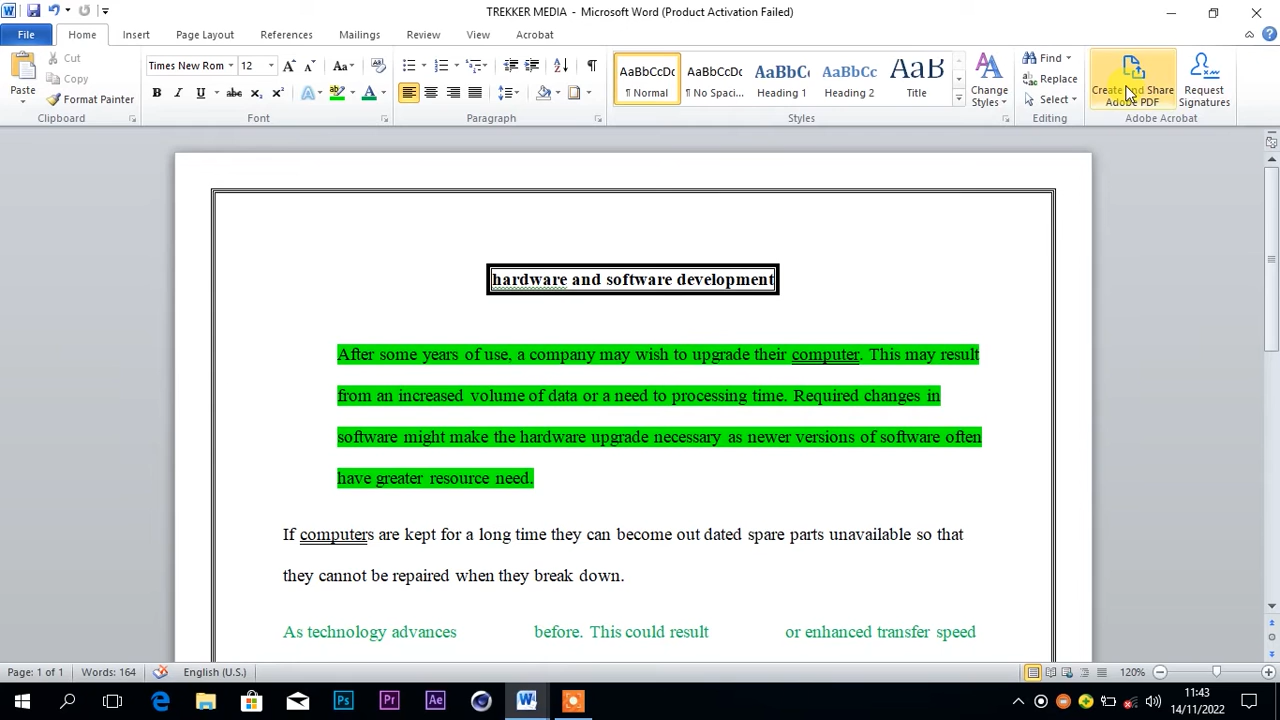 TREKKER MEDIA - Microsoft Word (Product Activation Failed)
File Home Insert Page Layout References Mailings Review View Acrobat
Paste
Cut
Copy
Format Painter
Clipboard
Times New Rom 12
Font
Paragraph
AaBbCcDc
¶ Normal
AaBbCcDc
¶ No Spaci...
AaBbCc
Heading 1
AaBbCc
Heading 2
AaB
Title
Change
Styles
Styles
Find
Replace
Select
Editing
Create and Share
Adobe PDF
Request
Signatures
Adobe Acrobat
hardware and software development
After some years of use, a company may wish to upgrade their computer. This may result
from an increased volume of data or a need to processing time. Required changes in
software might make the hardware upgrade necessary as newer versions of software often
have greater resource need.
If computers are kept for a long time they can become out dated spare parts unavailable so that
they cannot be repaired when they break down.
As technology advances before. This could result or enhanced transfer speed
Page: 1 of 1 Words: 164 English (U.S.) 120%
11:43
14/11/2022